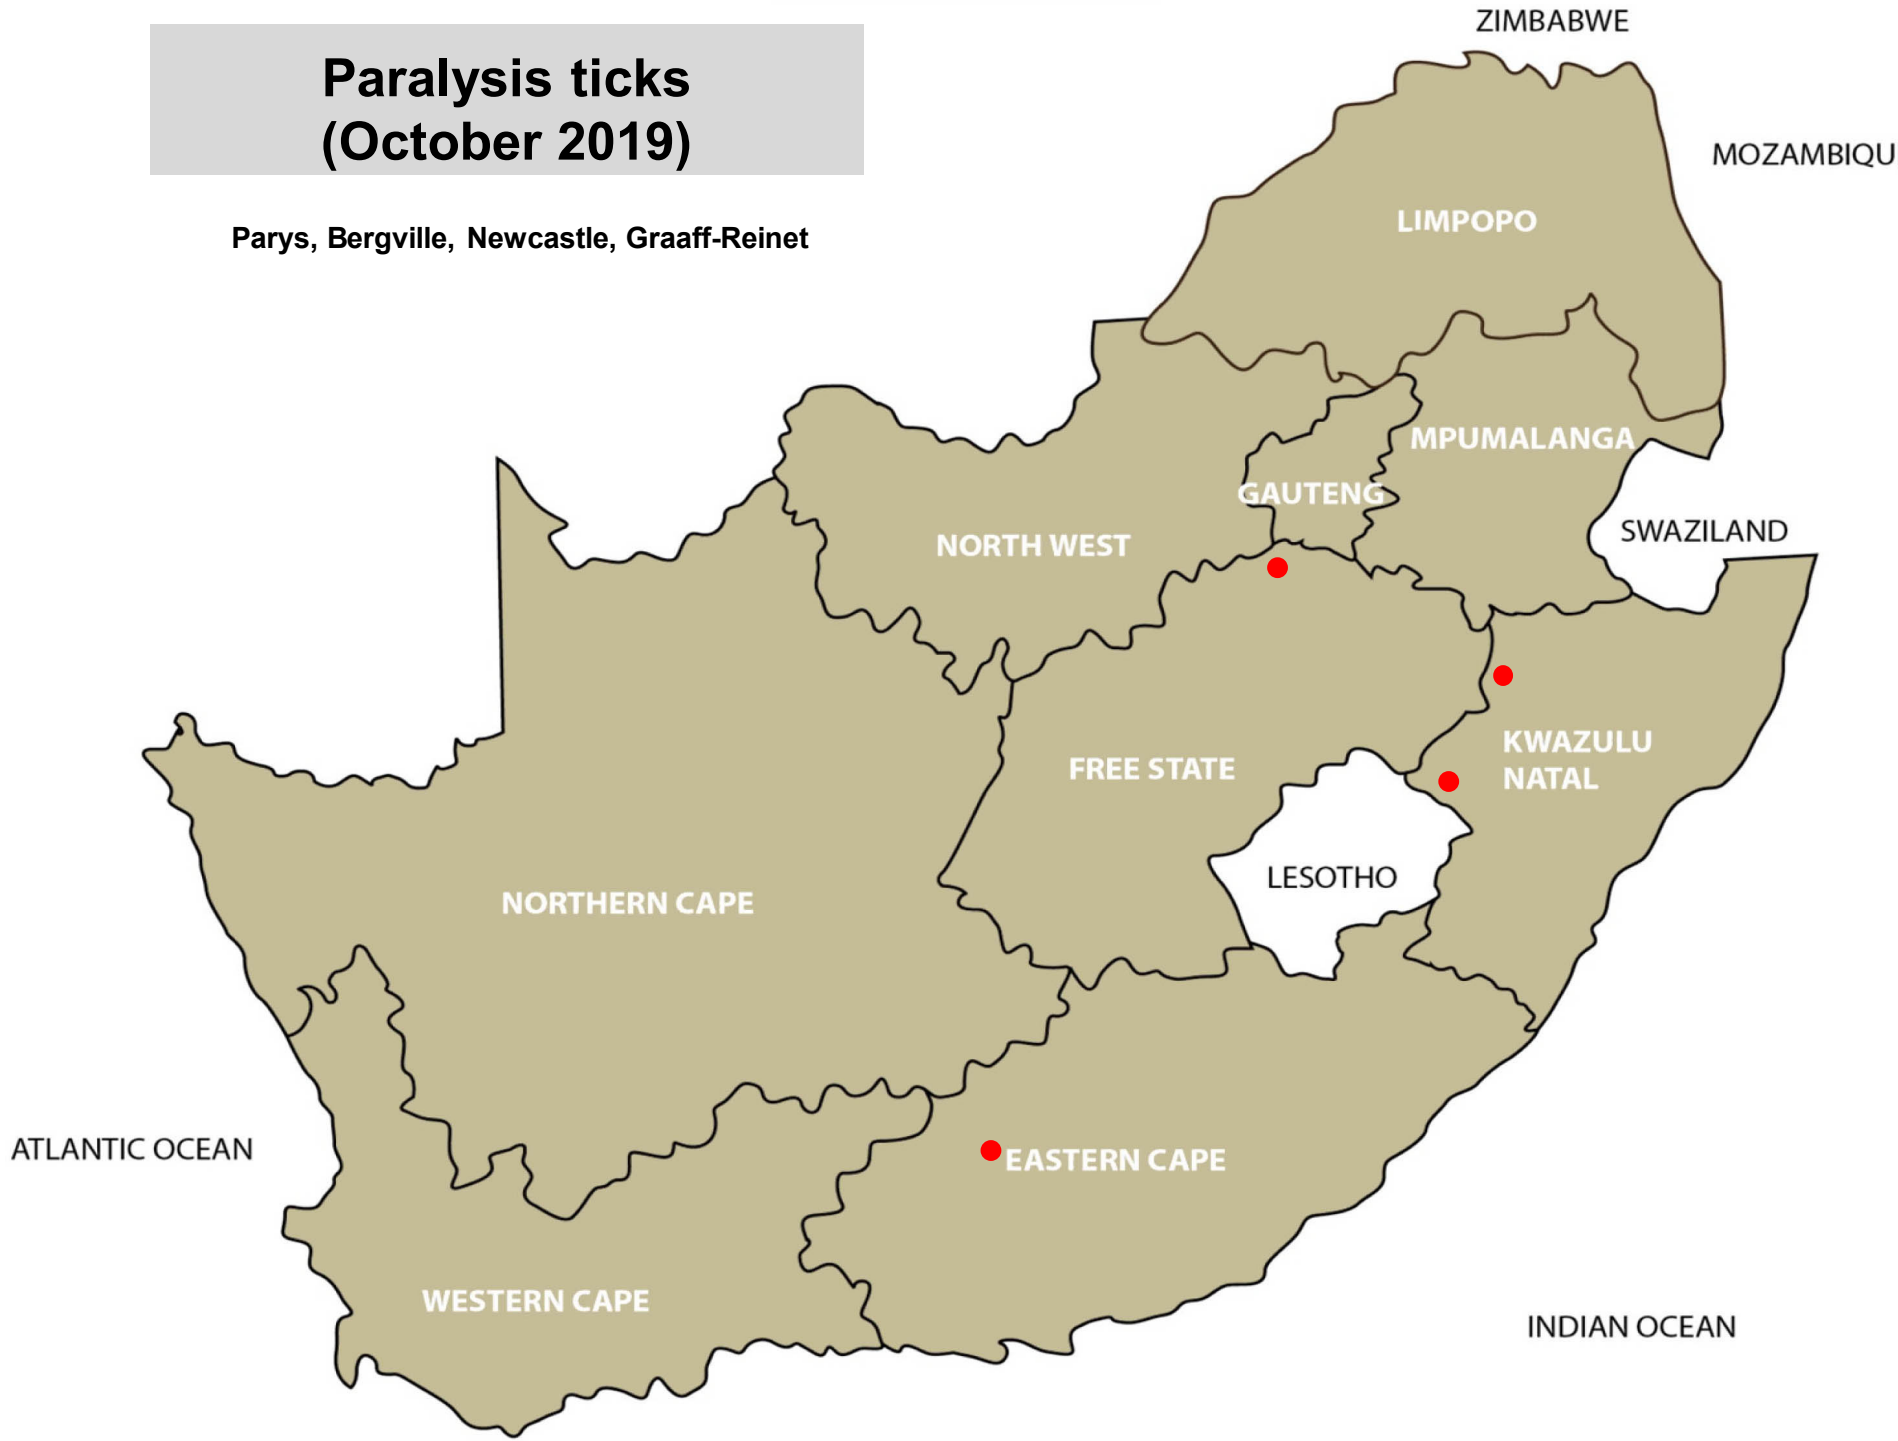 Paralysis ticks
(October 2019)
Parys, Bergville, Newcastle, Graaff-Reinet
ZIMBABWE
MOZAMBIQU
LIMPOPO
MPUMALANGA
GAUTENG
SWAZILAND
NORTH WEST
KWAZULU
NATAL
FREE STATE
LESOTHO
NORTHERN CAPE
ATLANTIC OCEAN
EASTERN CAPE
WESTERN CAPE
INDIAN OCEAN